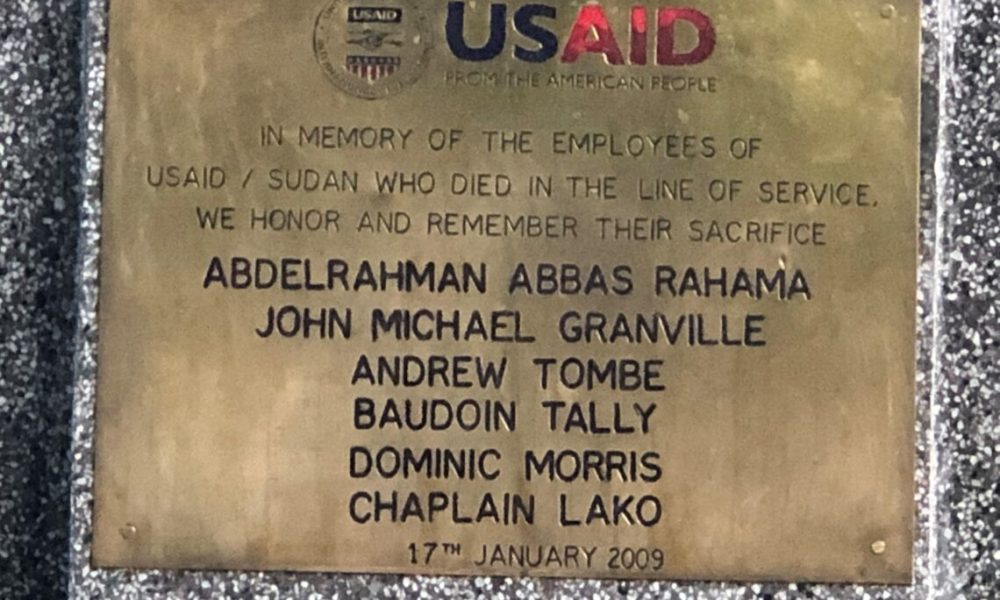 USAID
USAID
FROM THE AMERICAN PEOPLE
IN MEMORY OF THE EMPLOYEES OF
USAID / SUDAN WHO DIED IN THE LINE OF SERVICE.
WE HONOR AND REMEMBER THEIR SACRIFICE
ABDELRAHMAN ABBAS RAHAMA
JOHN MICHAEL GRANVILLE
ANDREW TOMBE
BAUDOIN TALLY
DOMINIC MORRIS
CHAPLAIN LAKO
17TH JANUARY 2009